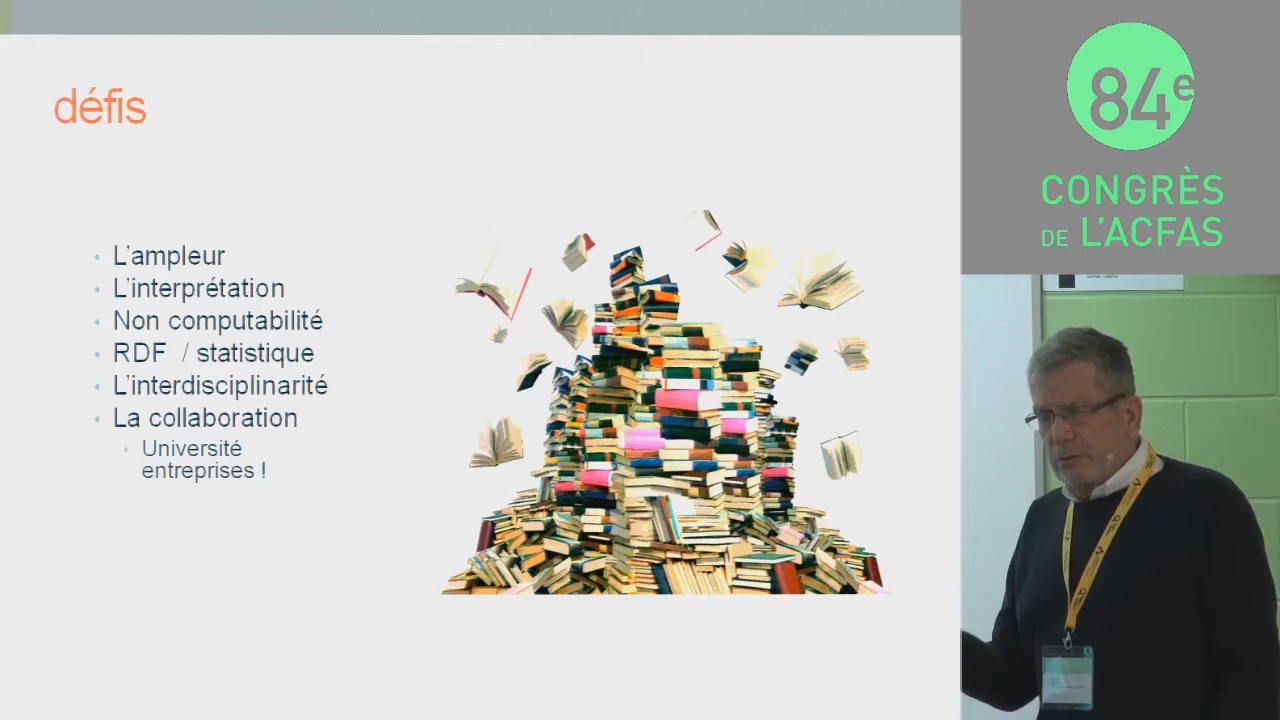 défis
L'ampleur
L'interprétation
Non computabilité
RDF / statistique
L'interdisciplinarité
La collaboration
Université
entreprises !
84e
CONGRÈS
DE L'ACFAS